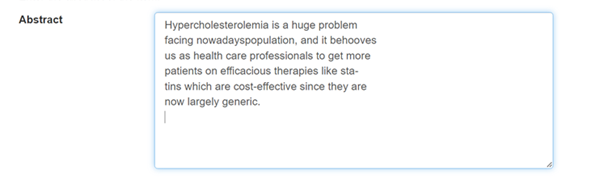 Abstract
Hypercholesterolemia is a huge problem
facing nowadayspopulation, and it behooves
us as health care professionals to get more
patients on efficacious therapies like sta-
tins which are cost-effective since they are
now largely generic.